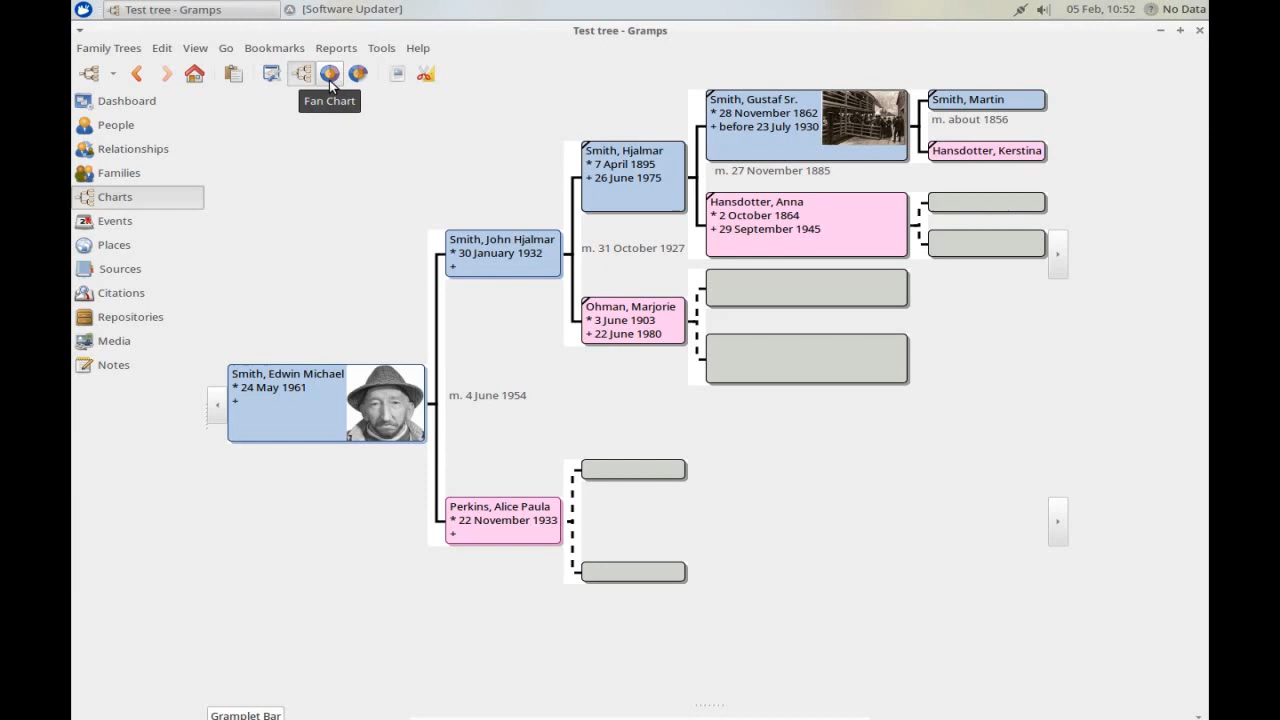 Test tree - Gramps
[Software Updater]
05 Feb, 10:52
No Data
Test tree - Gramps
Family Trees Edit View Go Bookmarks Reports Tools Help
Fan Chart
Dashboard
People
Relationships
Families
Charts
Events
Places
Sources
Citations
Repositories
Media
Notes
Smith, Edwin Michael
* 24 May 1961
+
m. 4 June 1954
Smith, John Hjalmar
* 30 January 1932
+
Perkins, Alice Paula
* 22 November 1933
+
Smith, Hjalmar
* 7 April 1895
+ 26 June 1975
m. 31 October 1927
Ohman, Marjorie
* 3 June 1903
+ 22 June 1980
Smith, Gustaf Sr.
* 28 November 1862
+ before 23 July 1930
m. 27 November 1885
Hansdotter, Anna
* 2 October 1864
+ 29 September 1945
Smith, Martin
m. about 1856
Hansdotter, Kerstina
Gramplet Bar